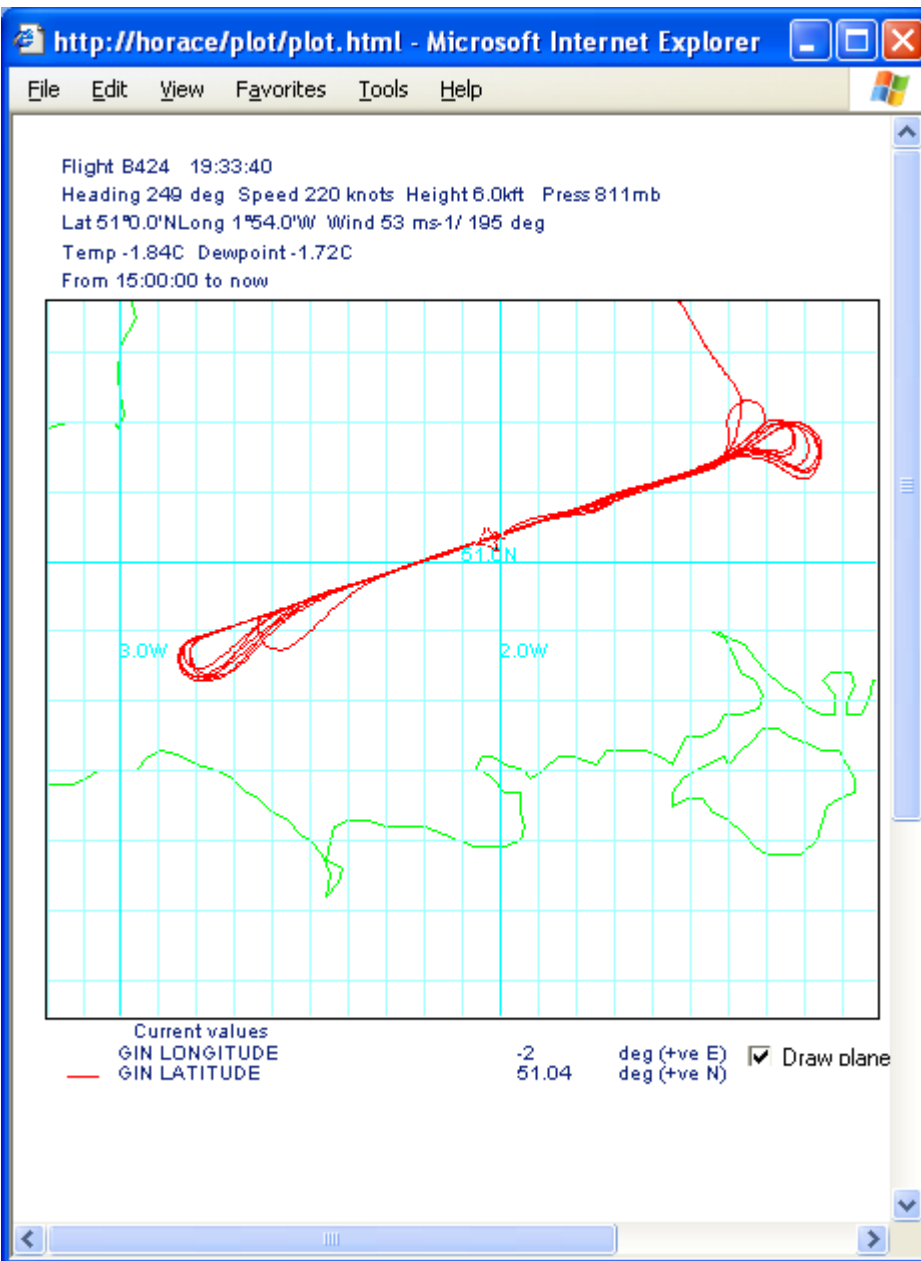 http://horace/plot/plot.html - Microsoft Internet Explorer
File Edit View Favorites Tools Help
Flight B424 19:33:40
Heading 249 deg Speed 220 knots Height 6.0kft Press 811mb
Lat 51°0.0'NLong 1°54.0'W Wind 53 ms-1/ 195 deg
Temp -1.84C Dewpoint -1.72C
From 15:00:00 to now
51.0N
3.0W 2.0W
Current values
GIN LONGITUDE -2 deg (+ve E)
GIN LATITUDE 51.04 deg (+ve N)
Draw plane